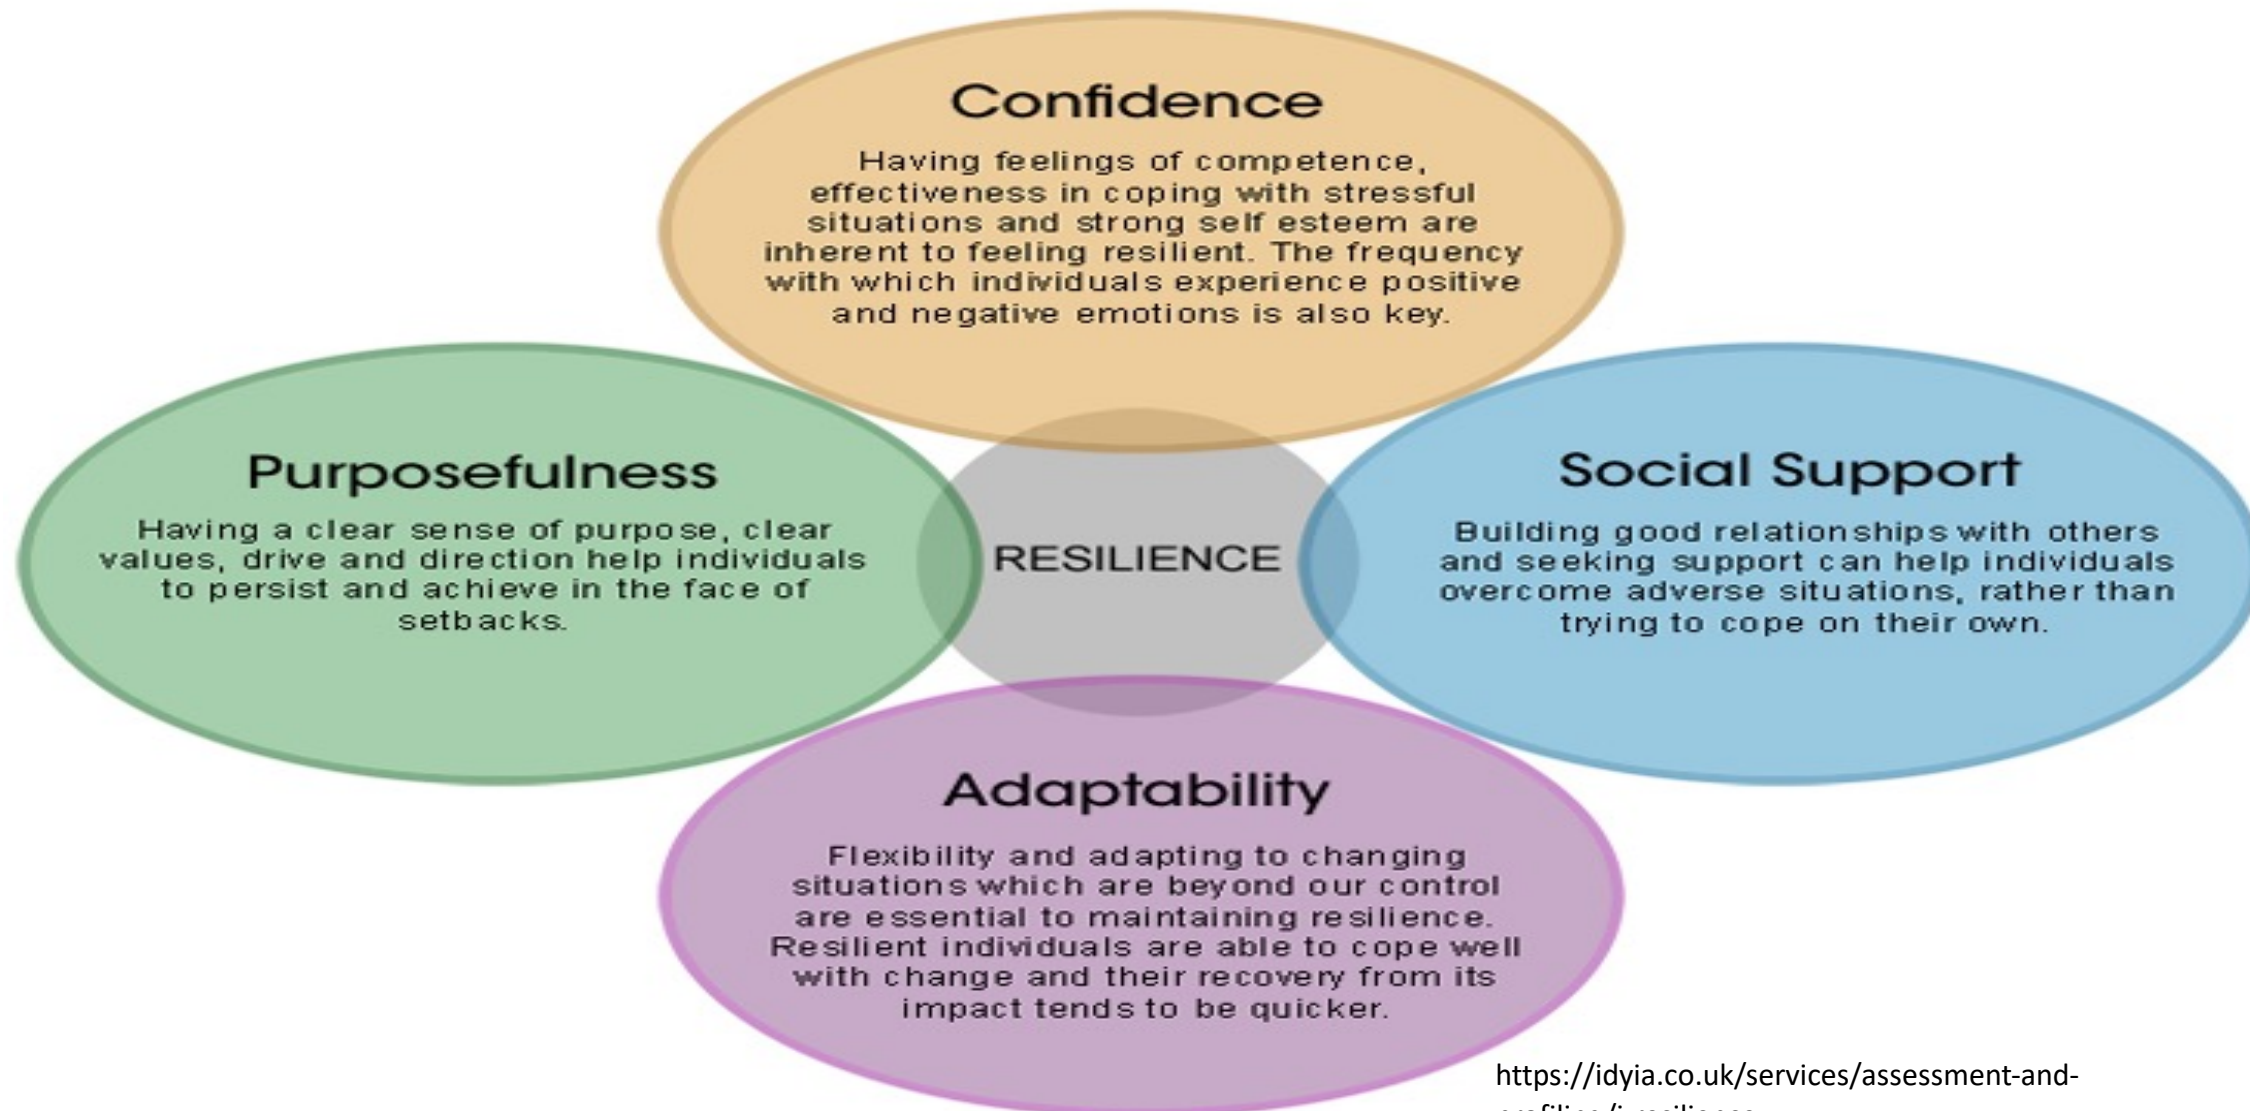 Confidence
Having feelings of competence,
effectiveness in coping with stressful
situations and strong self esteem are
inherent to feeling resilient. The frequency
with which individuals experience positive
and negative emotions is also key.
Purposefulness
Having a clear sense of purpose, clear
values, drive and direction help individuals
to persist and achieve in the face of
setbacks.
RESILIENCE
Social Support
Building good relationships with others
and seeking support can help individuals
overcome adverse situations, rather than
trying to cope on their own.
Adaptability
Flexibility and adapting to changing
situations which are beyond our control
are essential to maintaining resilience.
Resilient individuals are able to cope well
with change and their recovery from its
impact tends to be quicker.
https://idyia.co.uk/services/assessment-and-